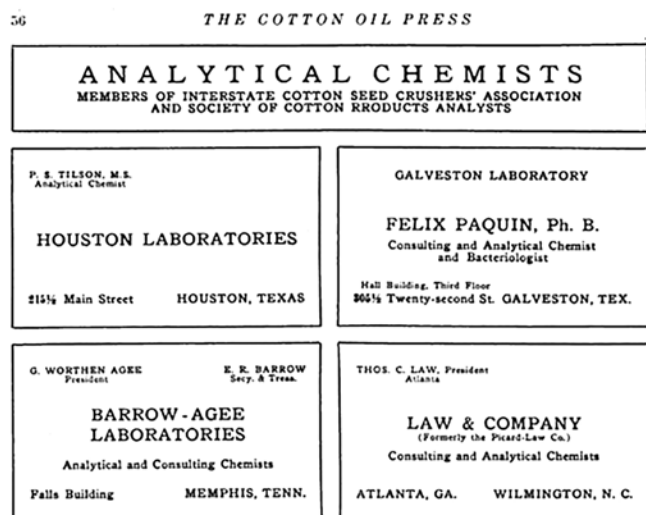 56 THE COTTON OIL PRESS
ANALYTICAL CHEMISTS
MEMBERS OF INTERSTATE COTTON SEED CRUSHERS' ASSOCIATION
AND SOCIETY OF COTTON RRODUCTS ANALYSTS
P. S. TILSON, M.S.
Analytical Chemist
HOUSTON LABORATORIES
215½ Main Street HOUSTON, TEXAS
GALVESTON LABORATORY
FELIX PAQUIN, Ph. B.
Consulting and Analytical Chemist
and Bacteriologist
Hall Building, Third Floor
305½ Twenty-second St. GALVESTON, TEX.
G. WORTHEN AGEE E. R. BARROW
President Secy. & Treas.
BARROW-AGEE
LABORATORIES
Analytical and Consulting Chemists
Falls Building MEMPHIS, TENN.
THOS. C. LAW, President
Atlanta
LAW & COMPANY
(Formerly the Picard-Law Co.)
Consulting and Analytical Chemists
ATLANTA, GA. WILMINGTON, N. C.